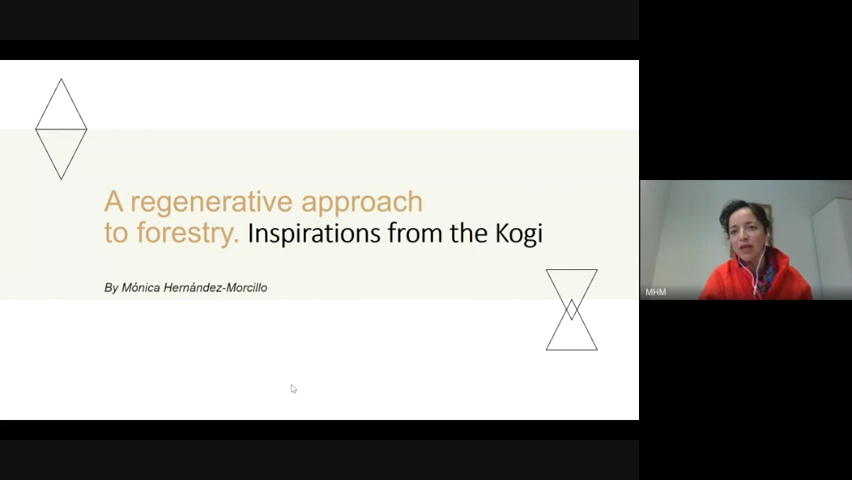 A regenerative approach
to forestry. Inspirations from the Kogi
By Mónica Hernández-Morcillo
MHM